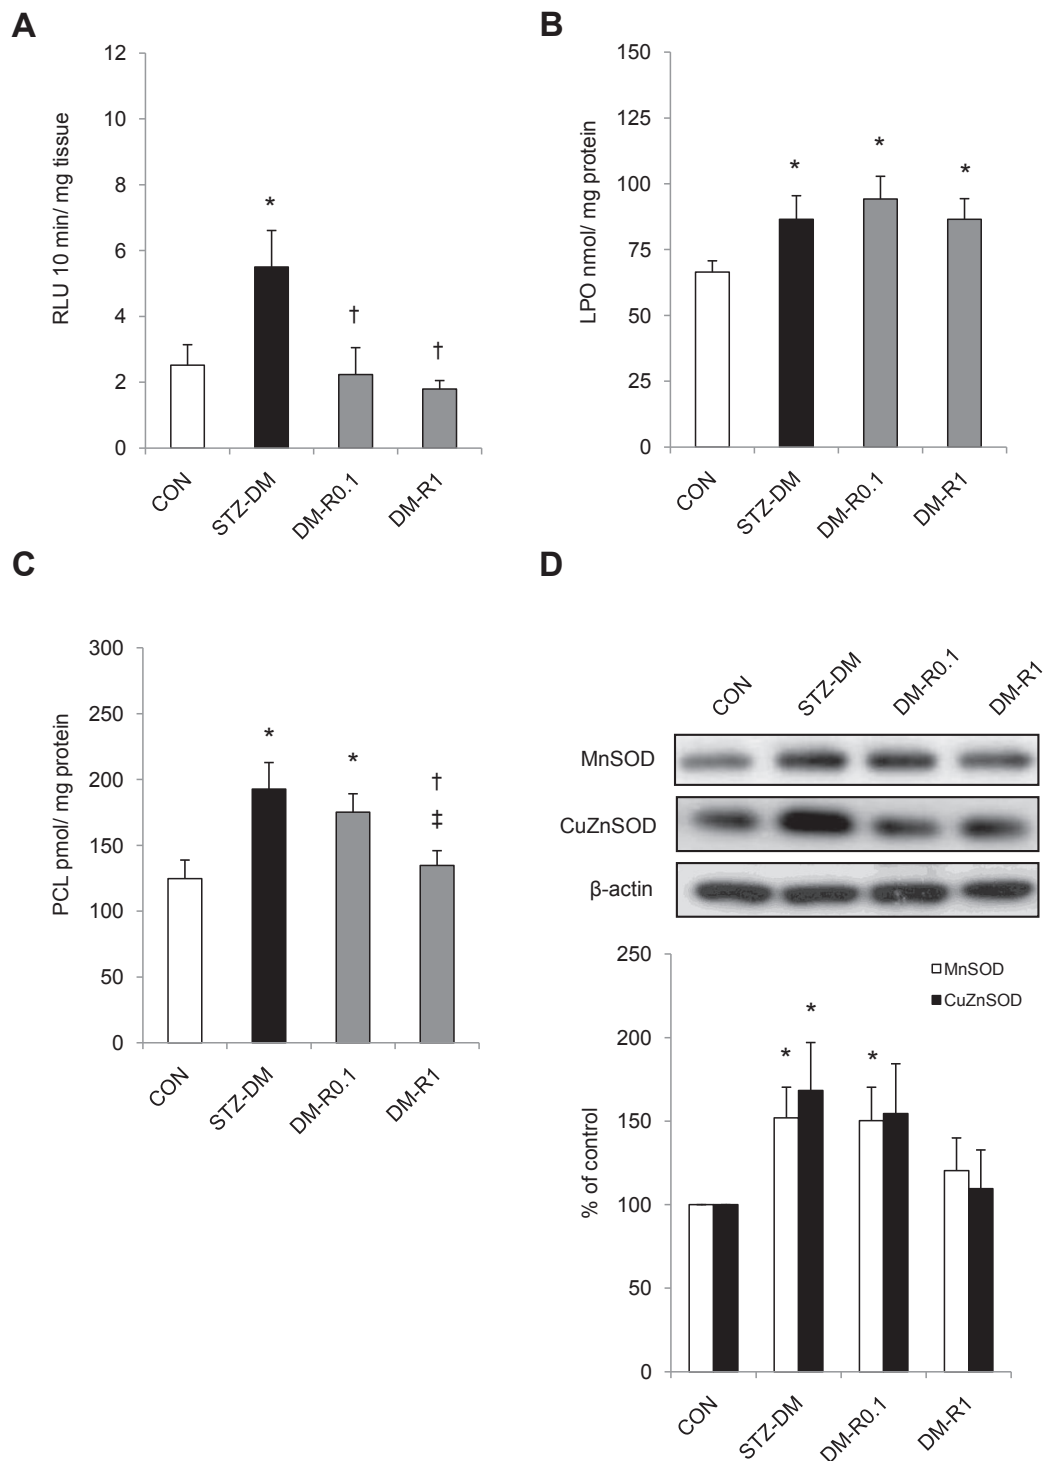 A
RLU 10 min/ mg tissue
12
10
8
6
4
2
0
*
†
†
CON
STZ-DM
DM-R0.1
DM-R1
B
LPO nmol/ mg protein
150
125
100
75
50
25
0
*
*
*
CON
STZ-DM
DM-R0.1
DM-R1
C
PCL pmol/ mg protein
300
250
200
150
100
50
0
*
*
†
‡
CON
STZ-DM
DM-R0.1
DM-R1
D
CON
STZ-DM
DM-R0.1
DM-R1
MnSOD
CuZnSOD
β-actin
% of control
250
200
150
100
50
0
MnSOD
CuZnSOD
*
*
*
CON
STZ-DM
DM-R0.1
DM-R1